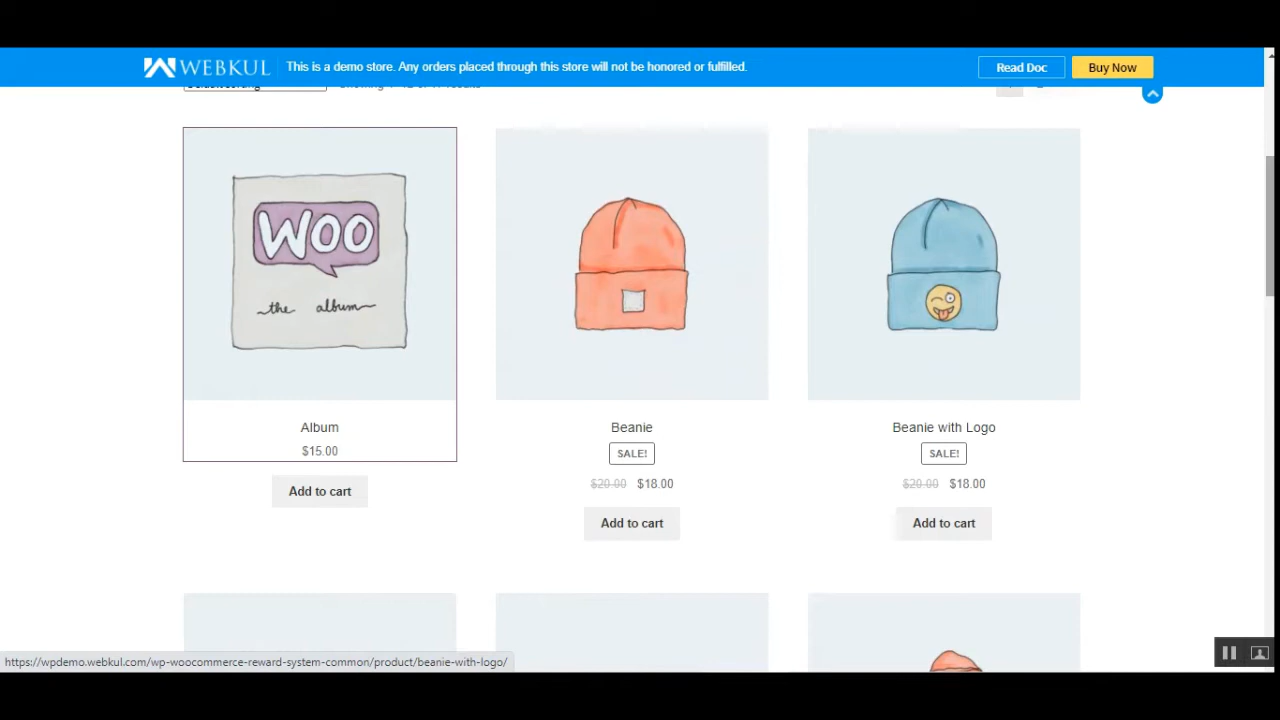 WEBKUL
This is a demo store. Any orders placed through this store will not be honored or fulfilled.
Read Doc
Buy Now
WOO
the album
Album
$15.00
Add to cart
Beanie
SALE!
$20.00 $18.00
Add to cart
Beanie with Logo
SALE!
$20.00 $18.00
Add to cart
https://wpdemo.webkul.com/wp-woocommerce-reward-system-common/product/beanie-with-logo/